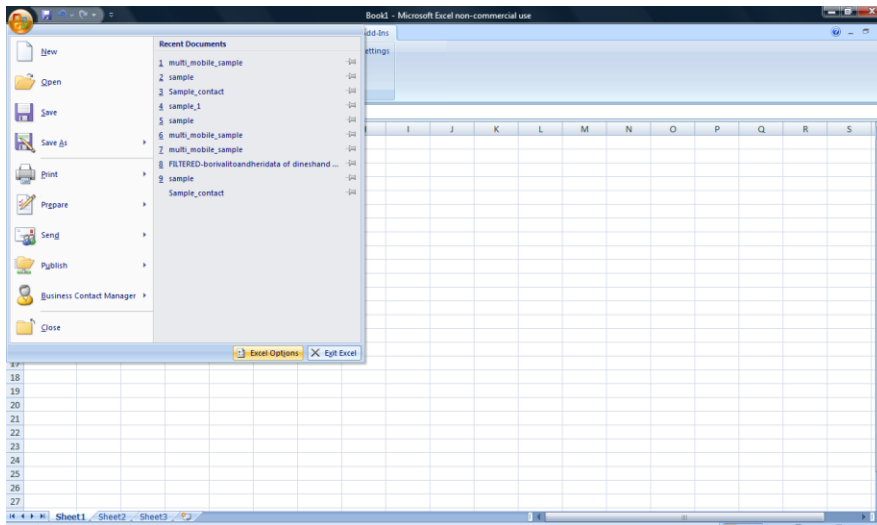 Book1 - Microsoft Excel non-commercial use
dd-Ins
ettings
New
Open
Save
Save As
Print
Prepare
Send
Publish
Business Contact Manager
Close
Recent Documents
1 multi_mobile_sample
2 sample
3 Sample_contact
4 sample_1
5 sample
6 multi_mobile_sample
7 multi_mobile_sample
8 FILTERED-borivalitoandheridata of dineshand ...
9 sample
Sample_contact
Excel Options Exit Excel
I J K L M N O P Q R S
17
18
19
20
21
22
23
24
25
26
27
Sheet1 Sheet2 Sheet3